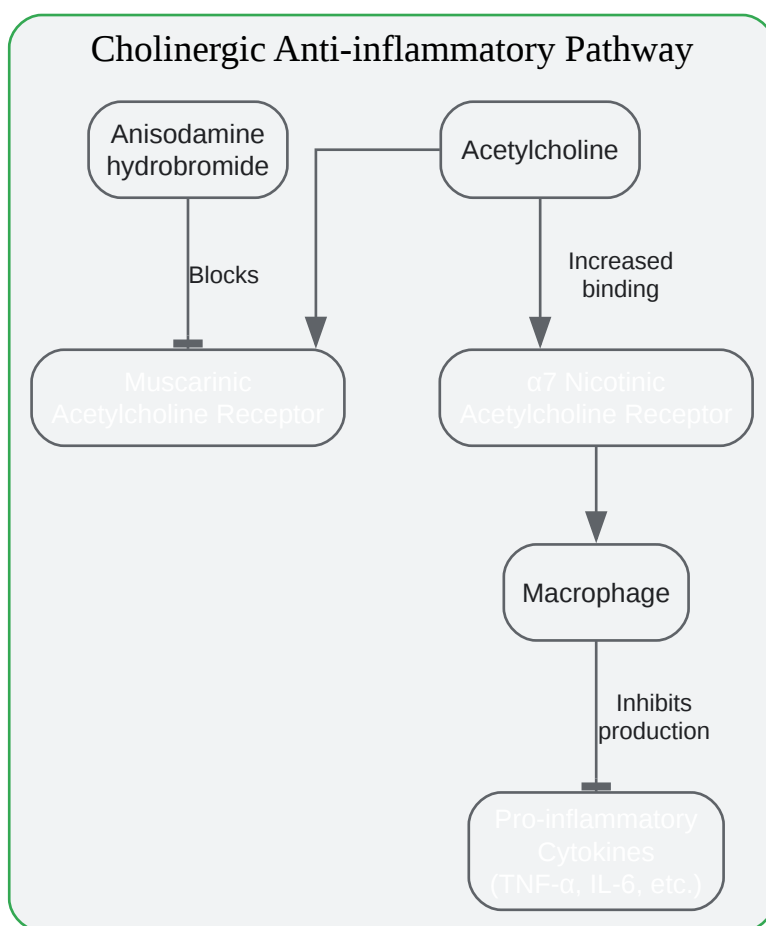 Cholinergic Anti-inflammatory Pathway
Anisodamine
hydrobromide
Acetylcholine
Blocks
Increased
binding
Muscarinic
Acetylcholine Receptor
α7 Nicotinic
Acetylcholine Receptor
Macrophage
Inhibits
production
Pro-inflammatory
Cytokines
(TNF-α, IL-6, etc.)